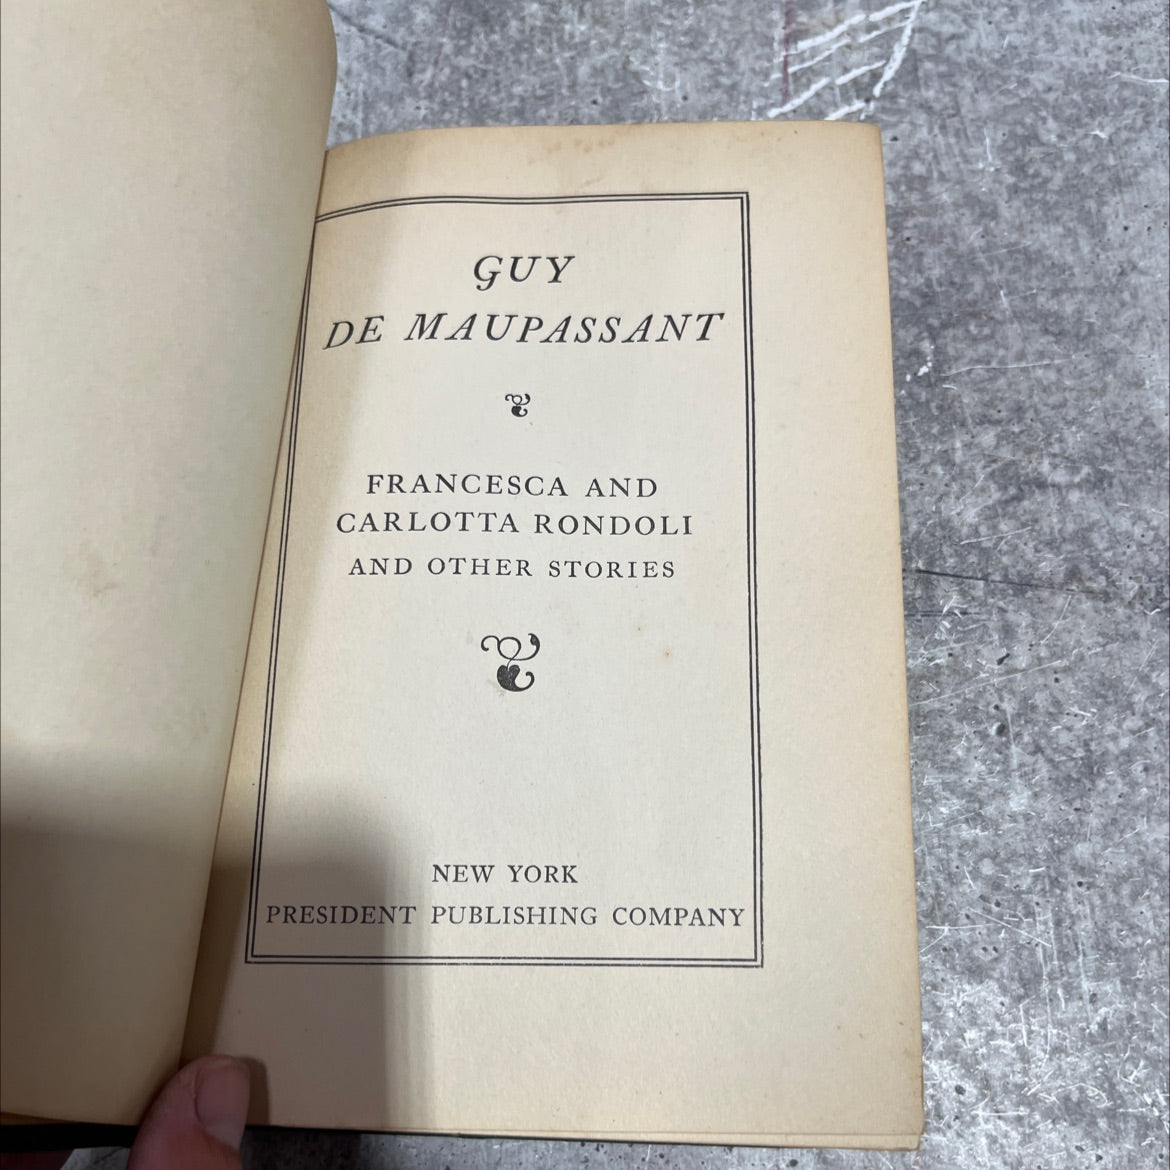 GUY
DE MAUPASSANT
FRANCESCA AND
CARLOTTA RONDOLI
AND OTHER STORIES
NEW YORK
PRESIDENT PUBLISHING COMPANY